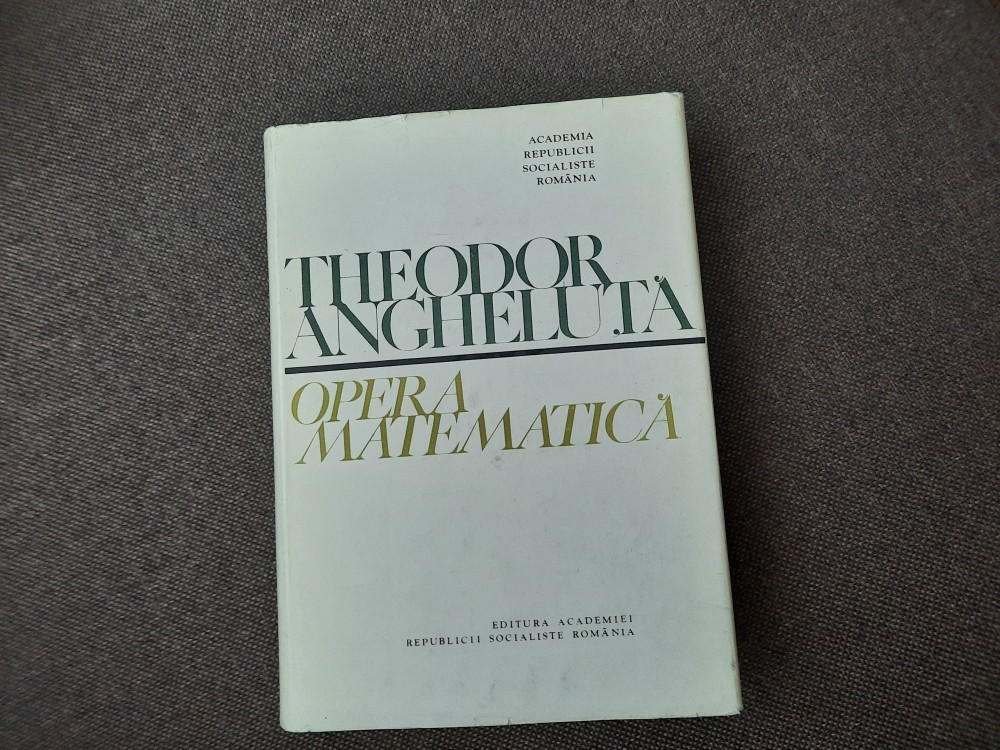 ACADEMIA
REPUBLICII
SOCIALISTE
ROMÂNIA
THEODOR
ANGHELUȚĂ
OPERA
MATEMATICĂ
EDITURA ACADEMIEI
REPUBLICII SOCIALISTE ROMÂNIA